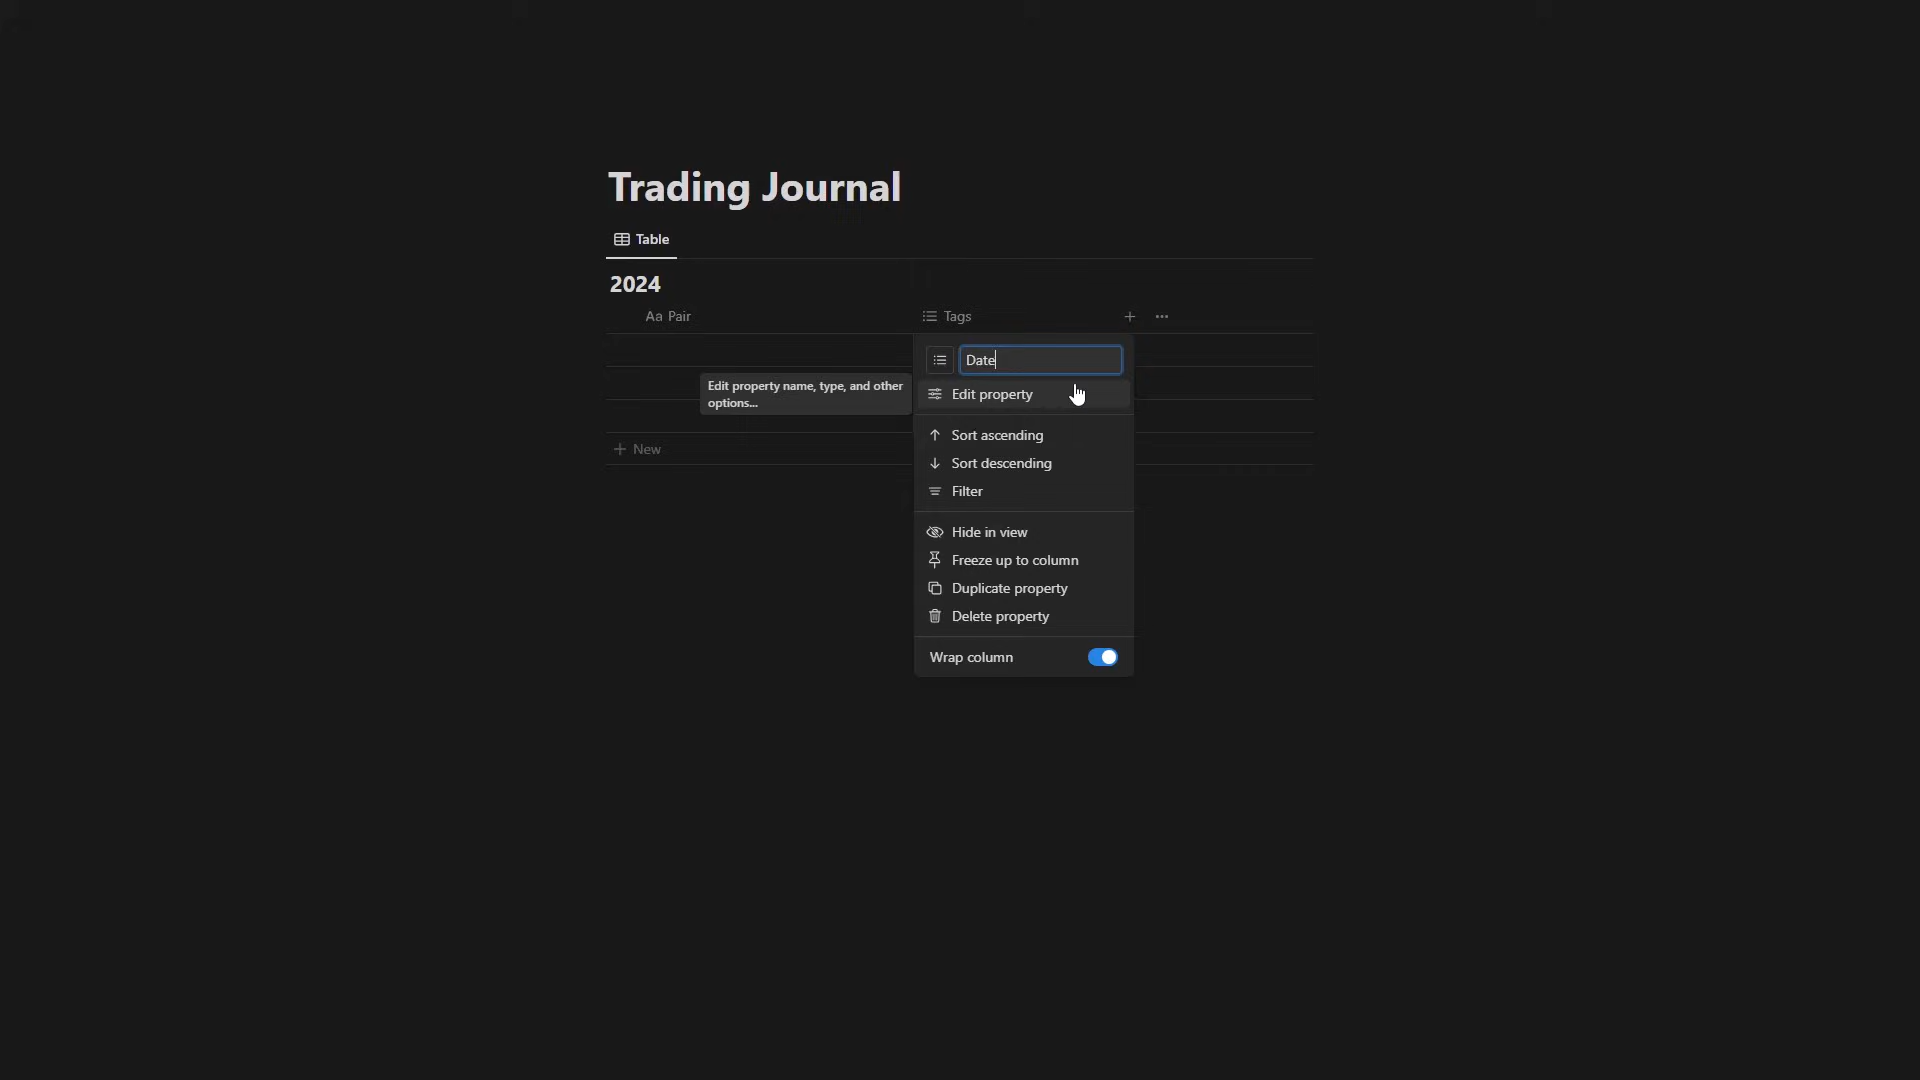 Trading Journal
Table
2024
Aa Pair
Tags
Date
Edit property name, type, and other
options...
Edit property
Sort ascending
Sort descending
Filter
New
Hide in view
Freeze up to column
Duplicate property
Delete property
Wrap column